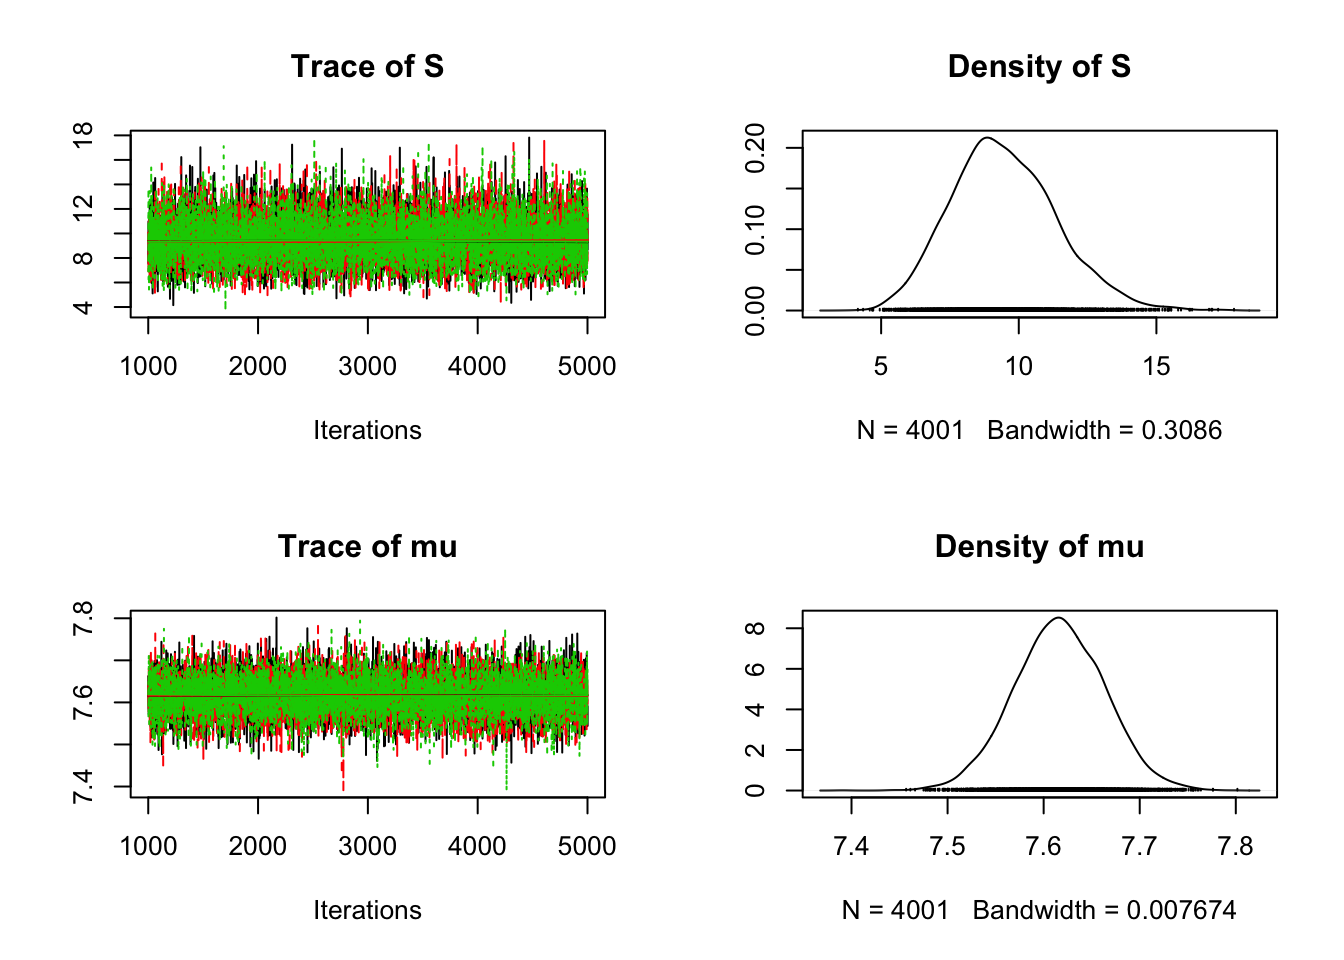 Trace of S
18
12
8
4
1000 2000 3000 4000 5000
Iterations
Density of S
0.20
0.10
0.00
5 10 15
N = 4001 Bandwidth = 0.3086
Trace of mu
7.8
7.6
7.4
1000 2000 3000 4000 5000
Iterations
Density of mu
8
6
4
2
0
7.4 7.5 7.6 7.7 7.8
N = 4001 Bandwidth = 0.007674